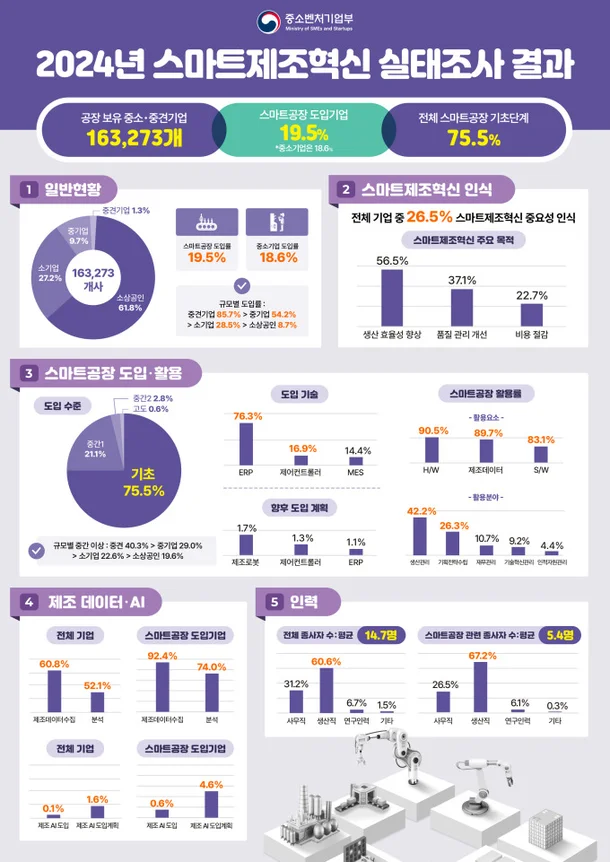 중소벤처기업부
Ministry of SMEs and Startups
2024년 스마트제조혁신 실태조사 결과
공장 보유 중소·중견기업
163,273개
스마트공장 도입기업
19.5%
*중소기업은 18.6%
전체 스마트공장 기초단계
75.5%
1 일반현황
중견기업 1.3%
중기업
9.7%
소기업
27.2%
163,273
개사
소상공인
61.8%
스마트공장 도입률
19.5%
중소기업 도입률
18.6%
규모별 도입률 :
중견기업 85.7% > 중기업 54.2%
> 소기업 28.5% > 소상공인 8.7%
2 스마트제조혁신 인식
전체 기업 중 26.5% 스마트제조혁신 중요성 인식
스마트제조혁신 주요 목적
56.5%
37.1%
22.7%
생산 효율성 향상
품질 관리 개선
비용 절감
3 스마트공장 도입·활용
도입 수준
중간2 2.8%
고도 0.6%
중간1
21.1%
기초
75.5%
규모별 중간 이상 : 중견 40.3% > 중기업 29.0%
> 소기업 22.6% > 소상공인 19.6%
도입 기술
76.3%
16.9%
14.4%
ERP
제어컨트롤러
MES
향후 도입 계획
1.7%
1.3%
1.1%
제조로봇
제어컨트롤러
ERP
스마트공장 활용률
- 활용요소 -
90.5%
89.7%
83.1%
H/W
제조데이터
S/W
- 활용분야 -
42.2%
26.3%
10.7%
9.2%
4.4%
생산관리
기획전략수립
재무관리
기술혁신관리
인적자원관리
4 제조 데이터·AI
전체 기업
60.8%
52.1%
제조데이터수집
분석
스마트공장 도입기업
92.4%
74.0%
제조데이터수집
분석
전체 기업
0.1%
1.6%
제조 AI 도입
제조 AI 도입계획
스마트공장 도입기업
0.6%
4.6%
제조 AI 도입
제조 AI 도입계획
5 인력
전체 종사자 수 : 평균 14.7명
31.2%
60.6%
6.7%
1.5%
사무직
생산직
연구인력
기타
스마트공장 관련 종사자 수 : 평균 5.4명
26.5%
67.2%
6.1%
0.3%
사무직
생산직
연구인력
기타